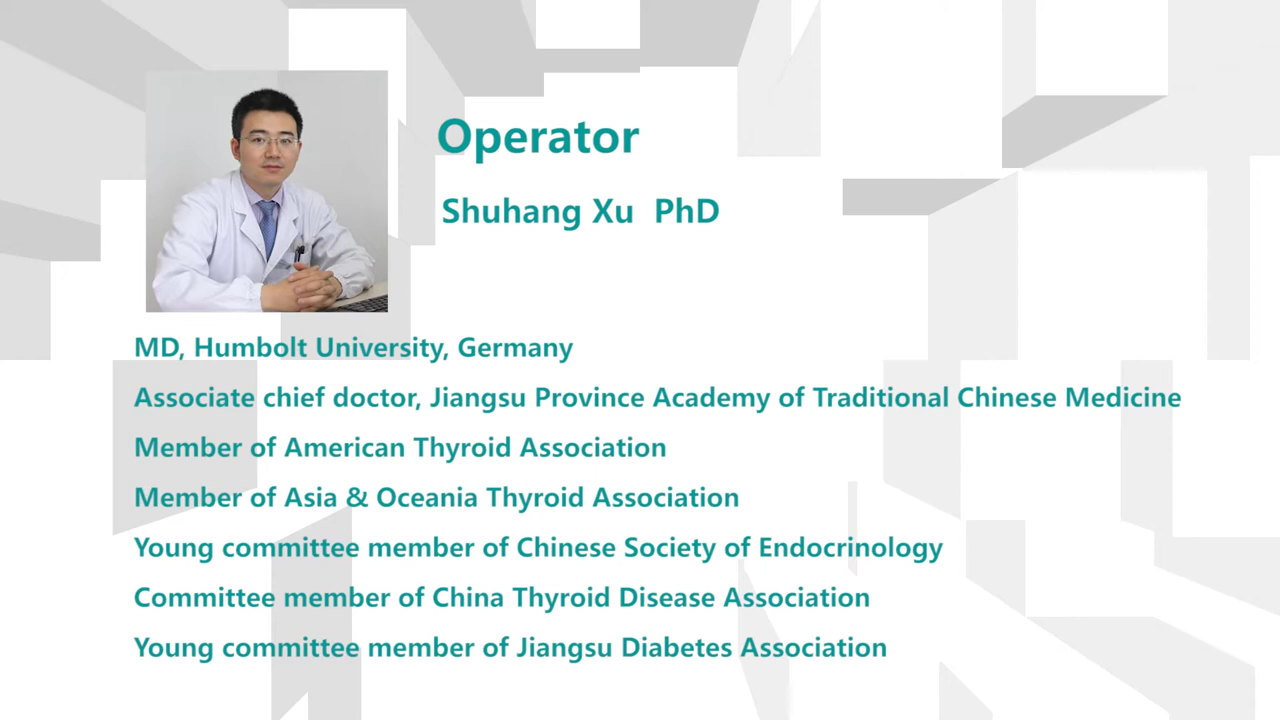 Operator
Shuhang Xu PhD
MD, Humbolt University, Germany
Associate chief doctor, Jiangsu Province Academy of Traditional Chinese Medicine
Member of American Thyroid Association
Member of Asia & Oceania Thyroid Association
Young committee member of Chinese Society of Endocrinology
Committee member of China Thyroid Disease Association
Young committee member of Jiangsu Diabetes Association